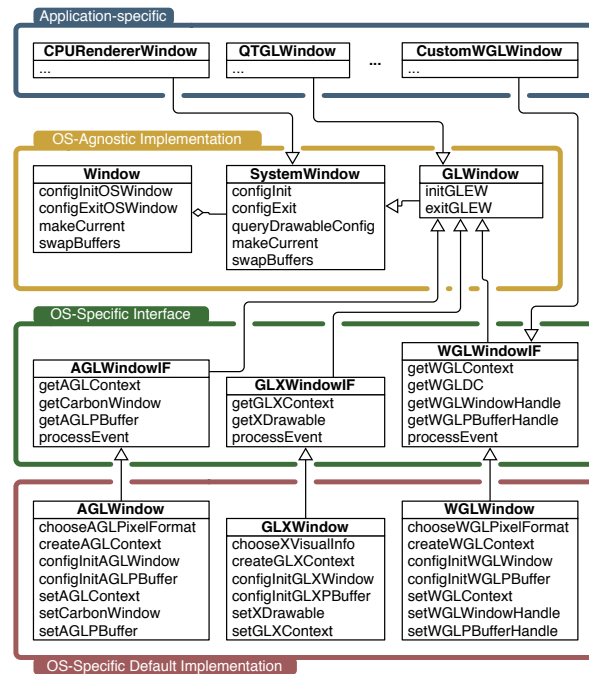 Application-specific
CPURendererWindow
...
QTGLWindow
...
...
CustomWGLWindow
...
OS-Agnostic Implementation
Window
configInitOSWindow
configExitOSWindow
makeCurrent
swapBuffers
SystemWindow
configInit
configExit
queryDrawableConfig
makeCurrent
swapBuffers
GLWindow
initGLEW
exitGLEW
OS-Specific Interface
AGLWindowIF
getAGLContext
getCarbonWindow
getAGLPBuffer
processEvent
GLXWindowIF
getGLXContext
getXDrawable
processEvent
WGLWindowIF
getWGLContext
getWGLDC
getWGLWindowHandle
getWGLPBufferHandle
processEvent
AGLWindow
chooseAGLPixelFormat
createAGLContext
configInitAGLWindow
configInitAGLPBuffer
setAGLContext
setCarbonWindow
setAGLPBuffer
GLXWindow
chooseXVisualInfo
createGLXContext
configInitGLXWindow
configInitGLXPBuffer
setXDrawable
setGLXContext
WGLWindow
chooseWGLPixelFormat
createWGLContext
configInitWGLWindow
configInitWGLPBuffer
setWGLContext
setWGLWindowHandle
setWGLPBufferHandle
OS-Specific Default Implementation